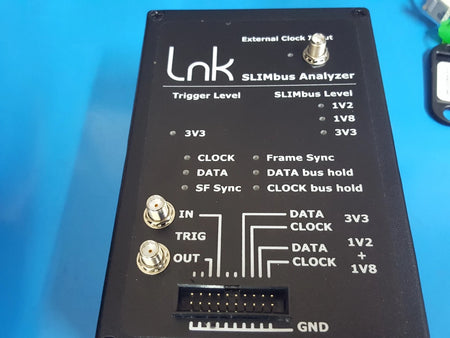 External Clock Input
Lnk
SLIMbus Analyzer
Trigger Level
SLIMbus Level
1V2
1V8
3V3
3V3
CLOCK
Frame Sync
DATA
DATA bus hold
SF Sync
CLOCK bus hold
IN
TRIG
OUT
DATA
CLOCK
3V3
DATA
CLOCK
1V2
+
1V8
GND